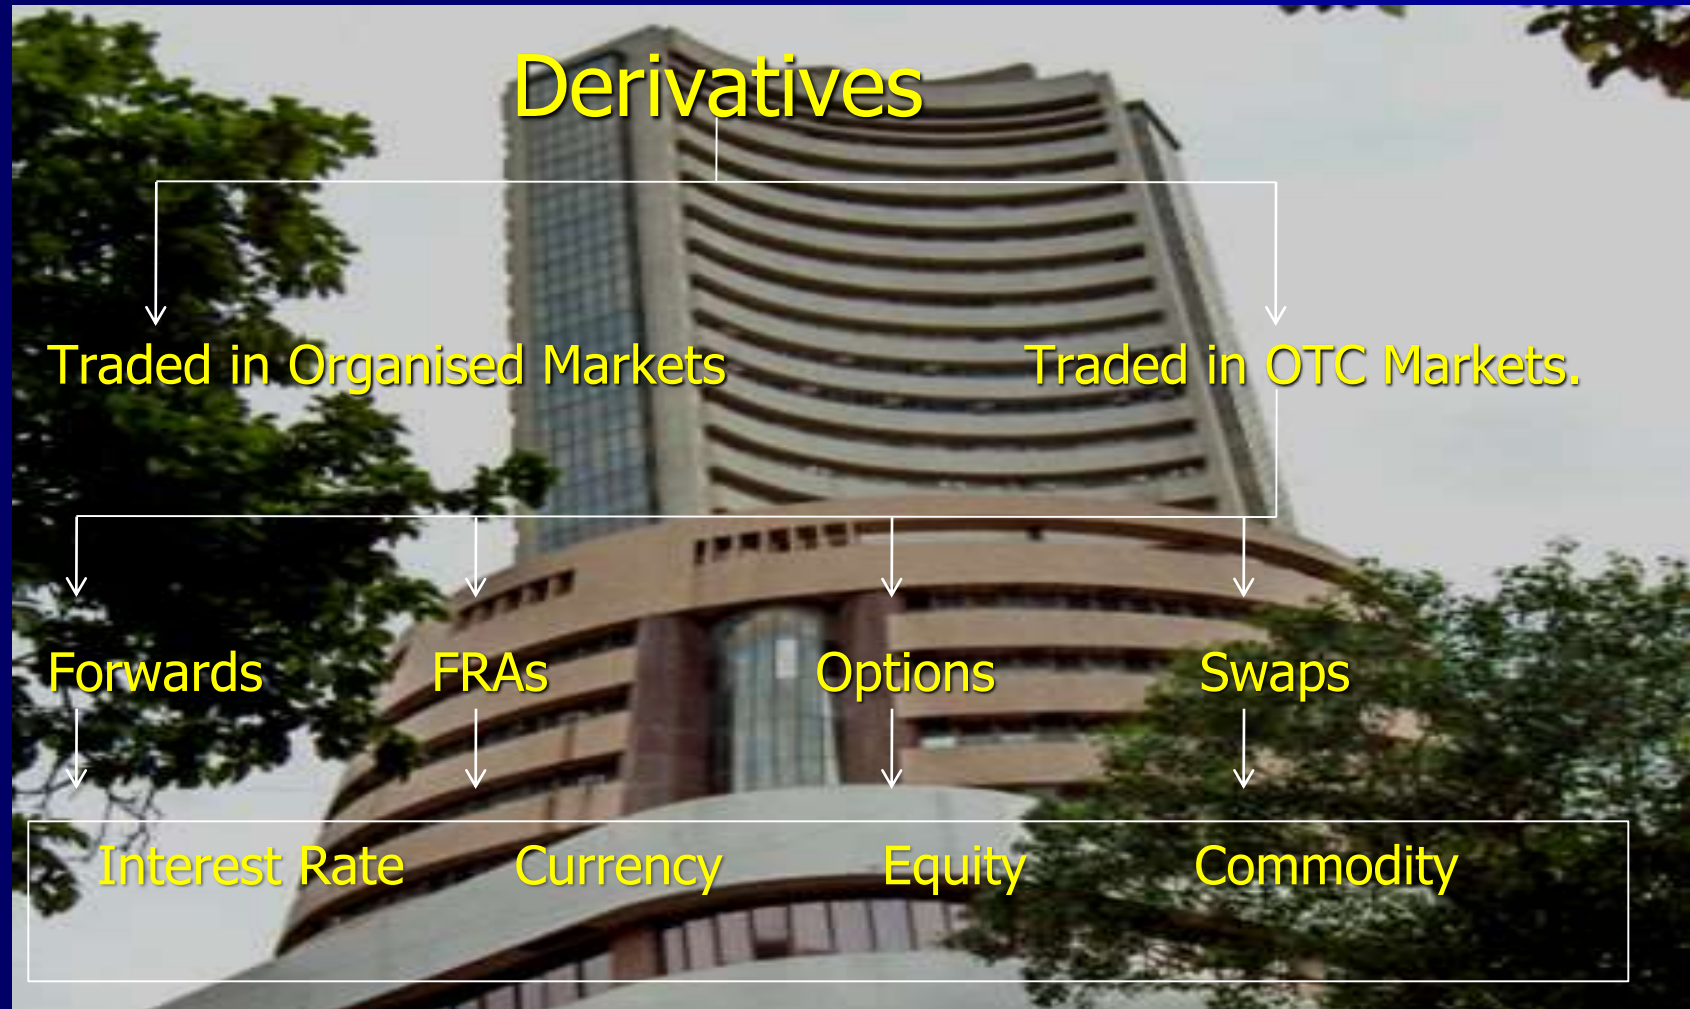 Derivatives
Traded in Organised Markets Traded in OTC Markets.
Forwards FRAs Options Swaps
Interest Rate Currency Equity Commodity